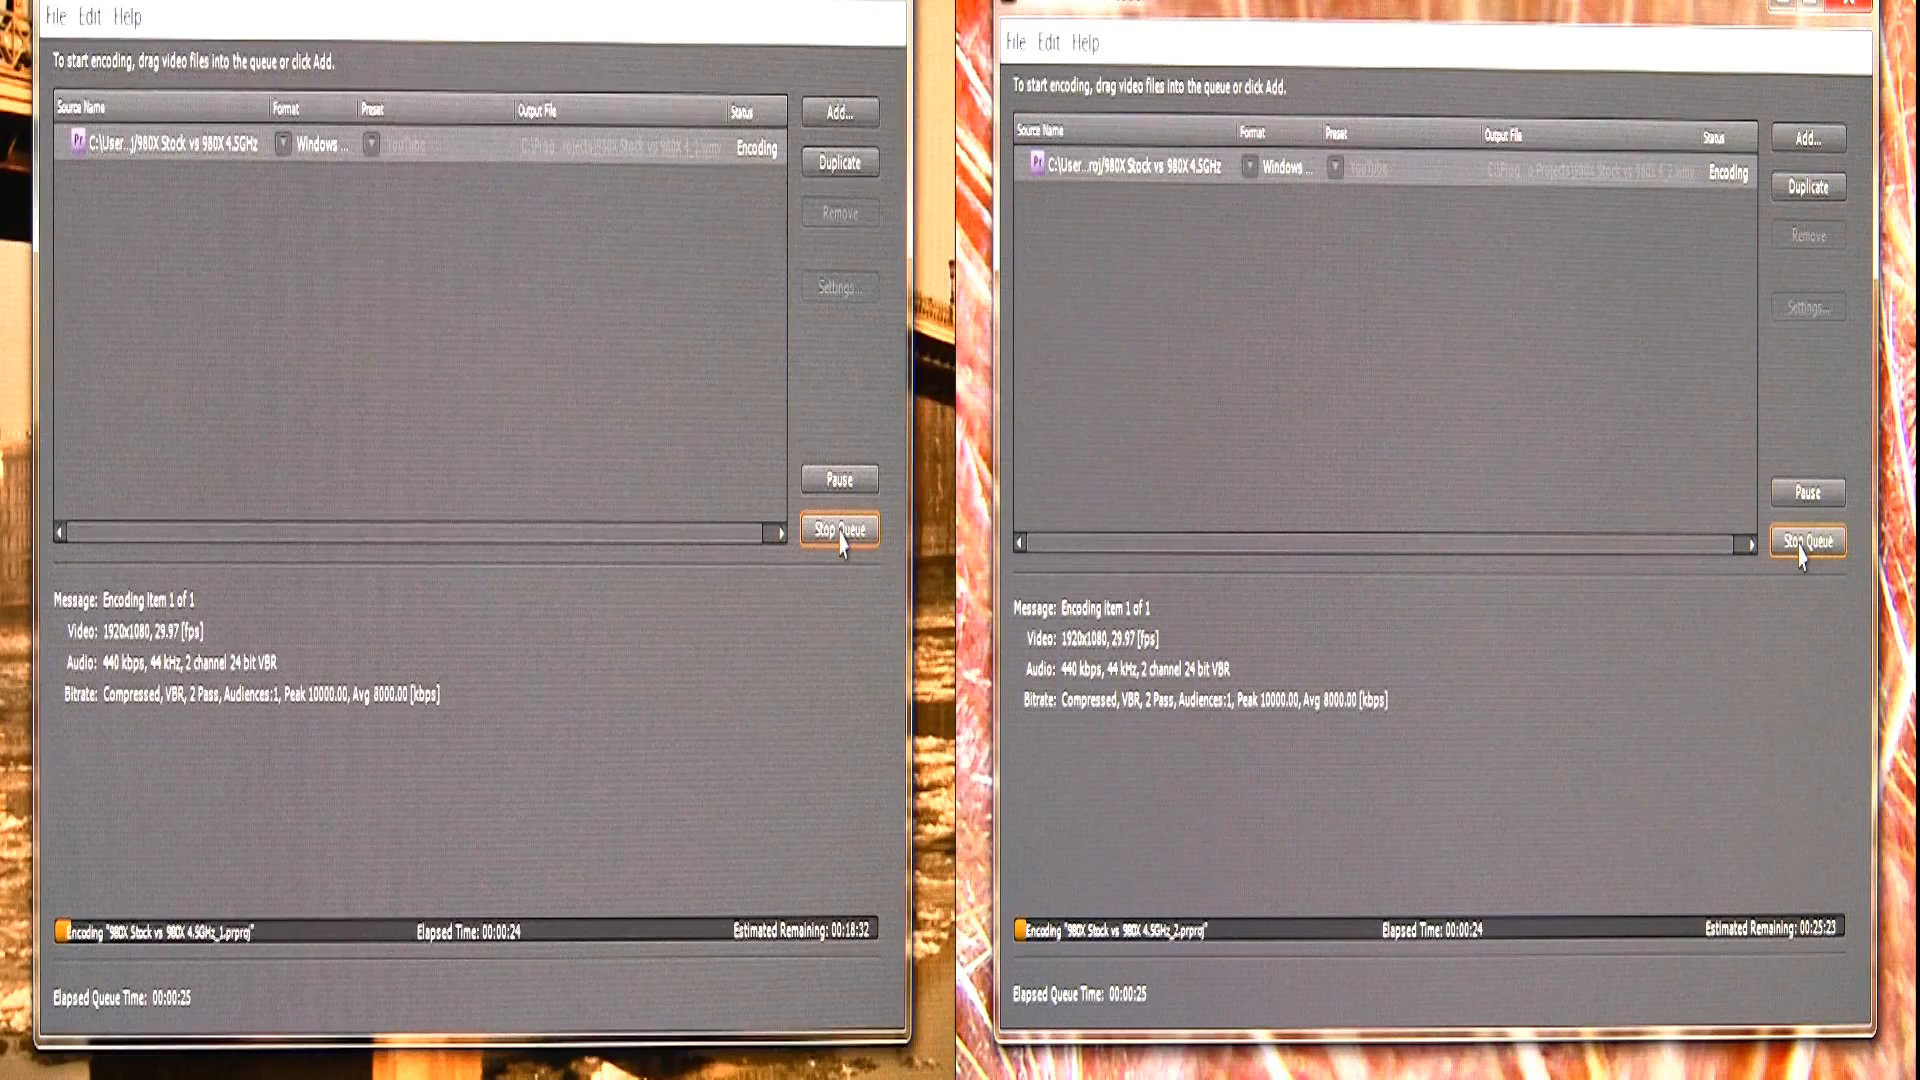 File Edit Help
To start encoding, drag video files into the queue or click Add.
Source Name Format Preset Output File Status
Pr C:\User...j/980X Stock vs 980X 4.5GHz Windows ... YouTube Encoding
Add...
Duplicate
Remove
Settings...
Pause
Stop Queue
Message: Encoding Item 1 of 1
Video: 1920x1080, 29.97 [fps]
Audio: 440 kbps, 44 kHz, 2 channel 24 bit VBR
Bitrate: Compressed, VBR, 2 Pass, Audiences:1, Peak 10000.00, Avg 8000.00 [kbps]
Encoding "980X Stock vs 980X 4.5GHz_1.prproj" Elapsed Time: 00:00:24 Estimated Remaining: 00:18:32
Elapsed Queue Time: 00:00:25
File Edit Help
To start encoding, drag video files into the queue or click Add.
Source Name Format Preset Output File Status
Pr C:\User...roj/980X Stock vs 980X 4.5GHz Windows ... YouTube Encoding
Add...
Duplicate
Remove
Settings...
Pause
Stop Queue
Message: Encoding Item 1 of 1
Video: 1920x1080, 29.97 [fps]
Audio: 440 kbps, 44 kHz, 2 channel 24 bit VBR
Bitrate: Compressed, VBR, 2 Pass, Audiences:1, Peak 10000.00, Avg 8000.00 [kbps]
Encoding "980X Stock vs 980X 4.5GHz_2.prproj" Elapsed Time: 00:00:24 Estimated Remaining: 00:25:23
Elapsed Queue Time: 00:00:25